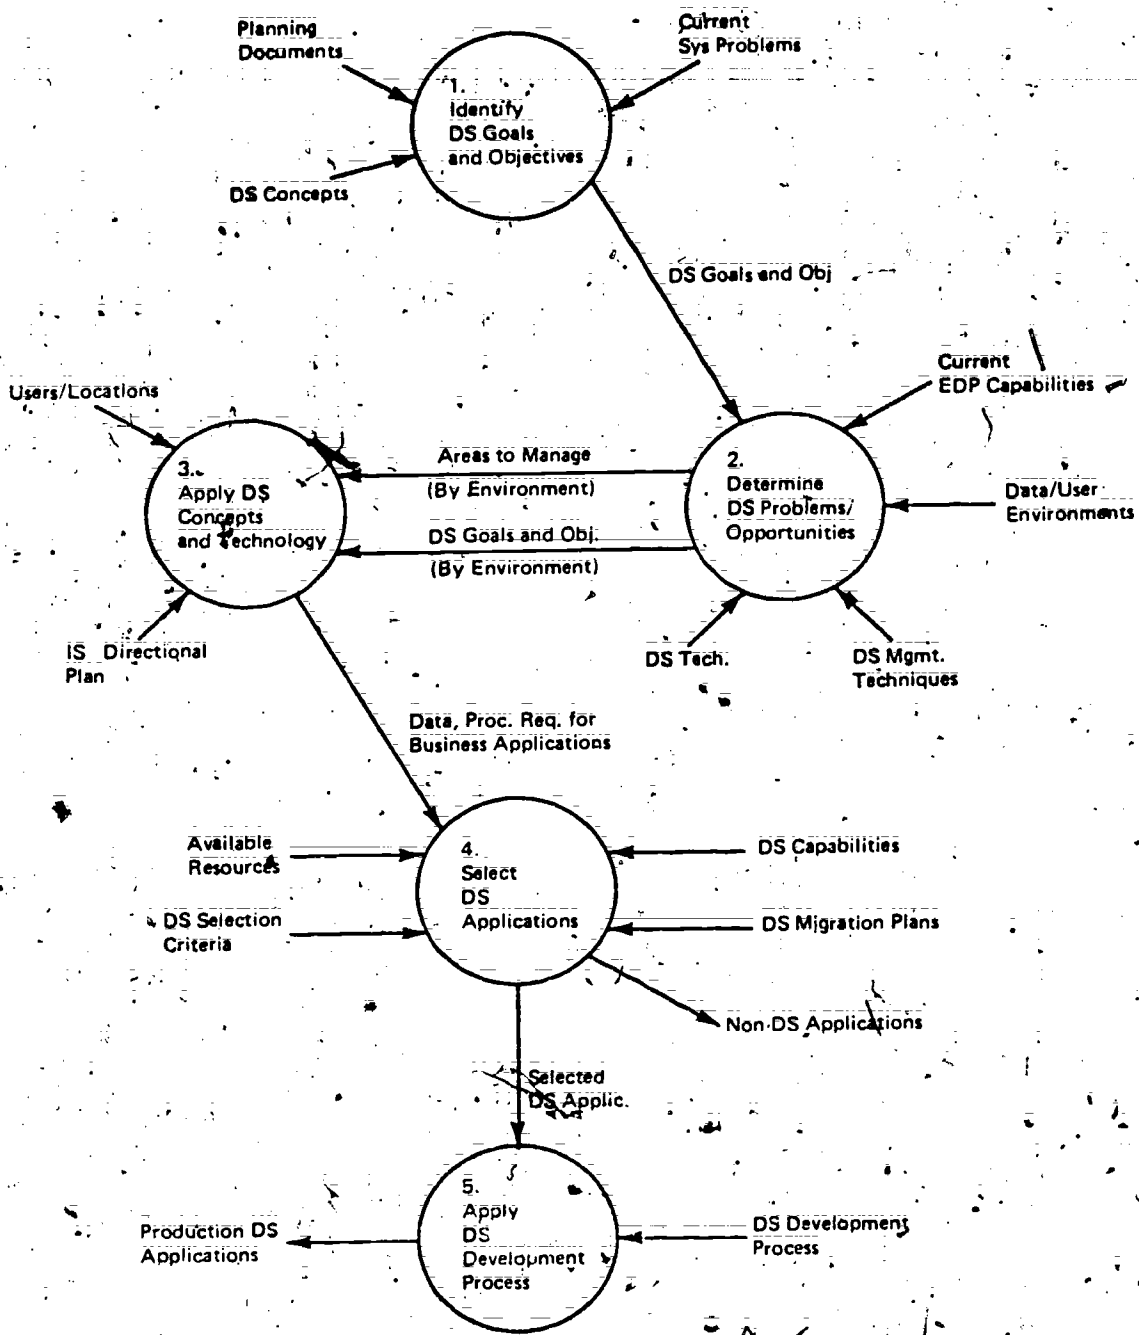 Planning
Documents
Current
Sys Problems
1.
Identify
DS Goals
and Objectives
DS Concepts
DS Goals and Obj
Current
EDP Capabilities
Users/Locations
3.
Apply DS
Concepts
and Technology
Areas to Manage
(By Environment)
DS Goals and Obj.
(By Environment)
2.
Determine
DS Problems/
Opportunities
Data/User
Environments
IS Directional
Plan
DS Tech.
DS Mgmt.
Techniques
Data, Proc. Req. for
Business Applications
Available
Resources
4.
Select
DS
Applications
DS Capabilities
DS Selection
Criteria
DS Migration Plans
Non-DS Applications
Selected
DS Applic.
5.
Apply
DS
Development
Process
Production DS
Applications
DS Development
Process